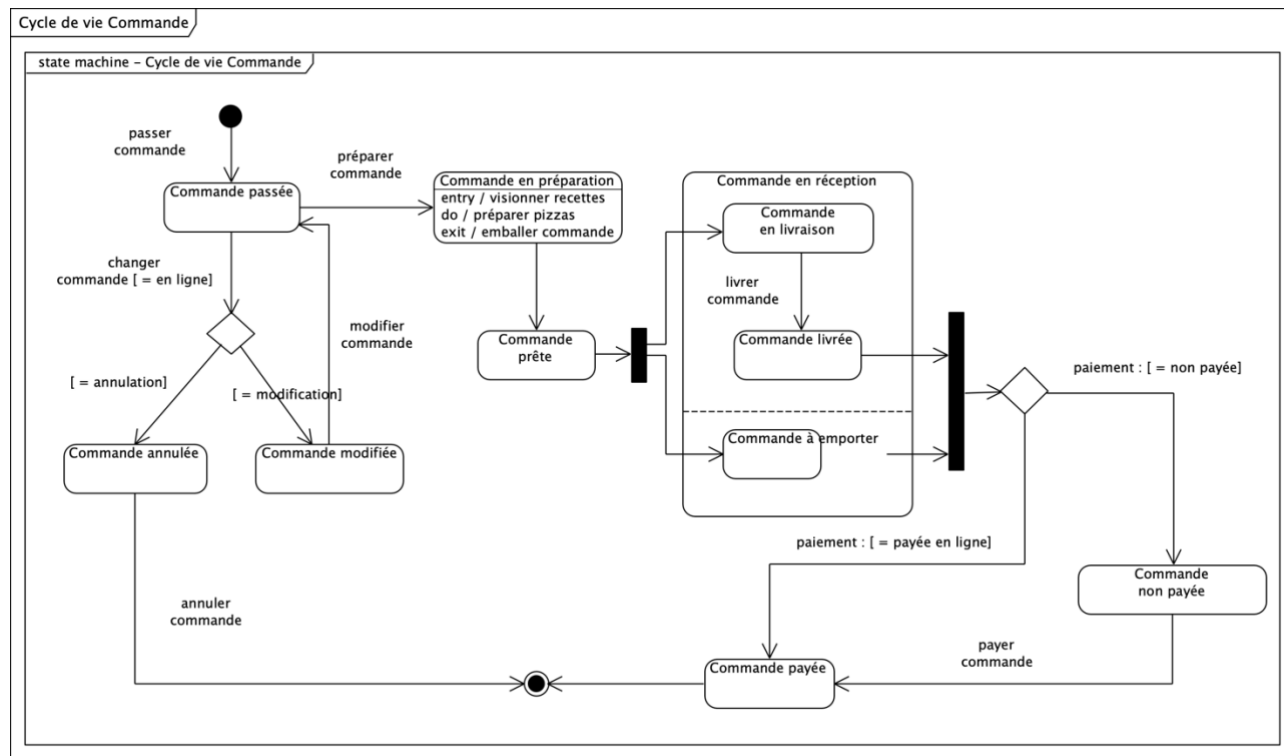 Cycle de vie Commande
state machine – Cycle de vie Commande
passer
commande
Commande passée
préparer
commande
Commande en préparation
entry / visionner recettes
do / préparer pizzas
exit / emballer commande
Commande en réception
Commande
en livraison
changer
commande [ = en ligne]
livrer
commande
modifier
commande
Commande
prête
Commande livrée
paiement : [ = non payée]
[ = annulation]
[ = modification]
Commande annulée
Commande modifiée
Commande à emporter
paiement : [ = payée en ligne]
Commande
non payée
annuler
commande
payer
commande
Commande payée